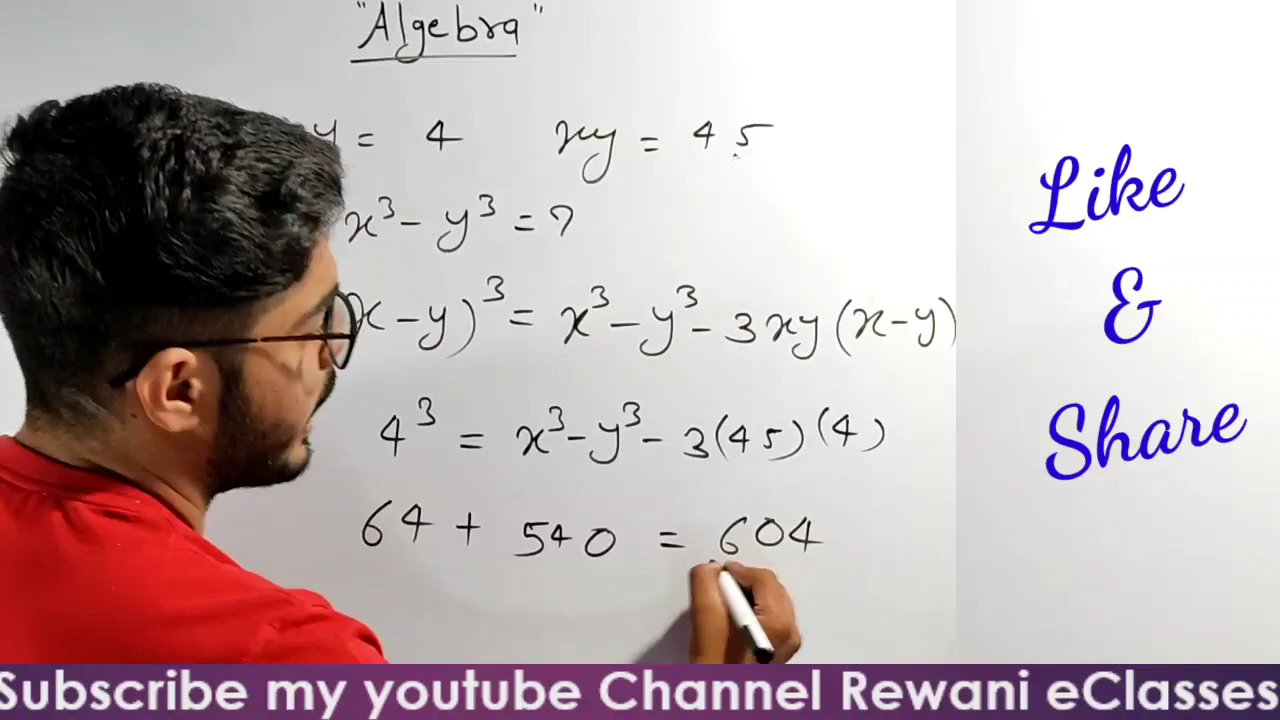 "Algebra"
y = 4 xy = 45
x³ - y³ = ?
x - y)³ = x³ - y³ - 3xy(x - y)
4³ = x³ - y³ - 3(45)(4)
64 + 540 = 604
Like
&
Share
Subscribe my youtube Channel Rewani eClasses